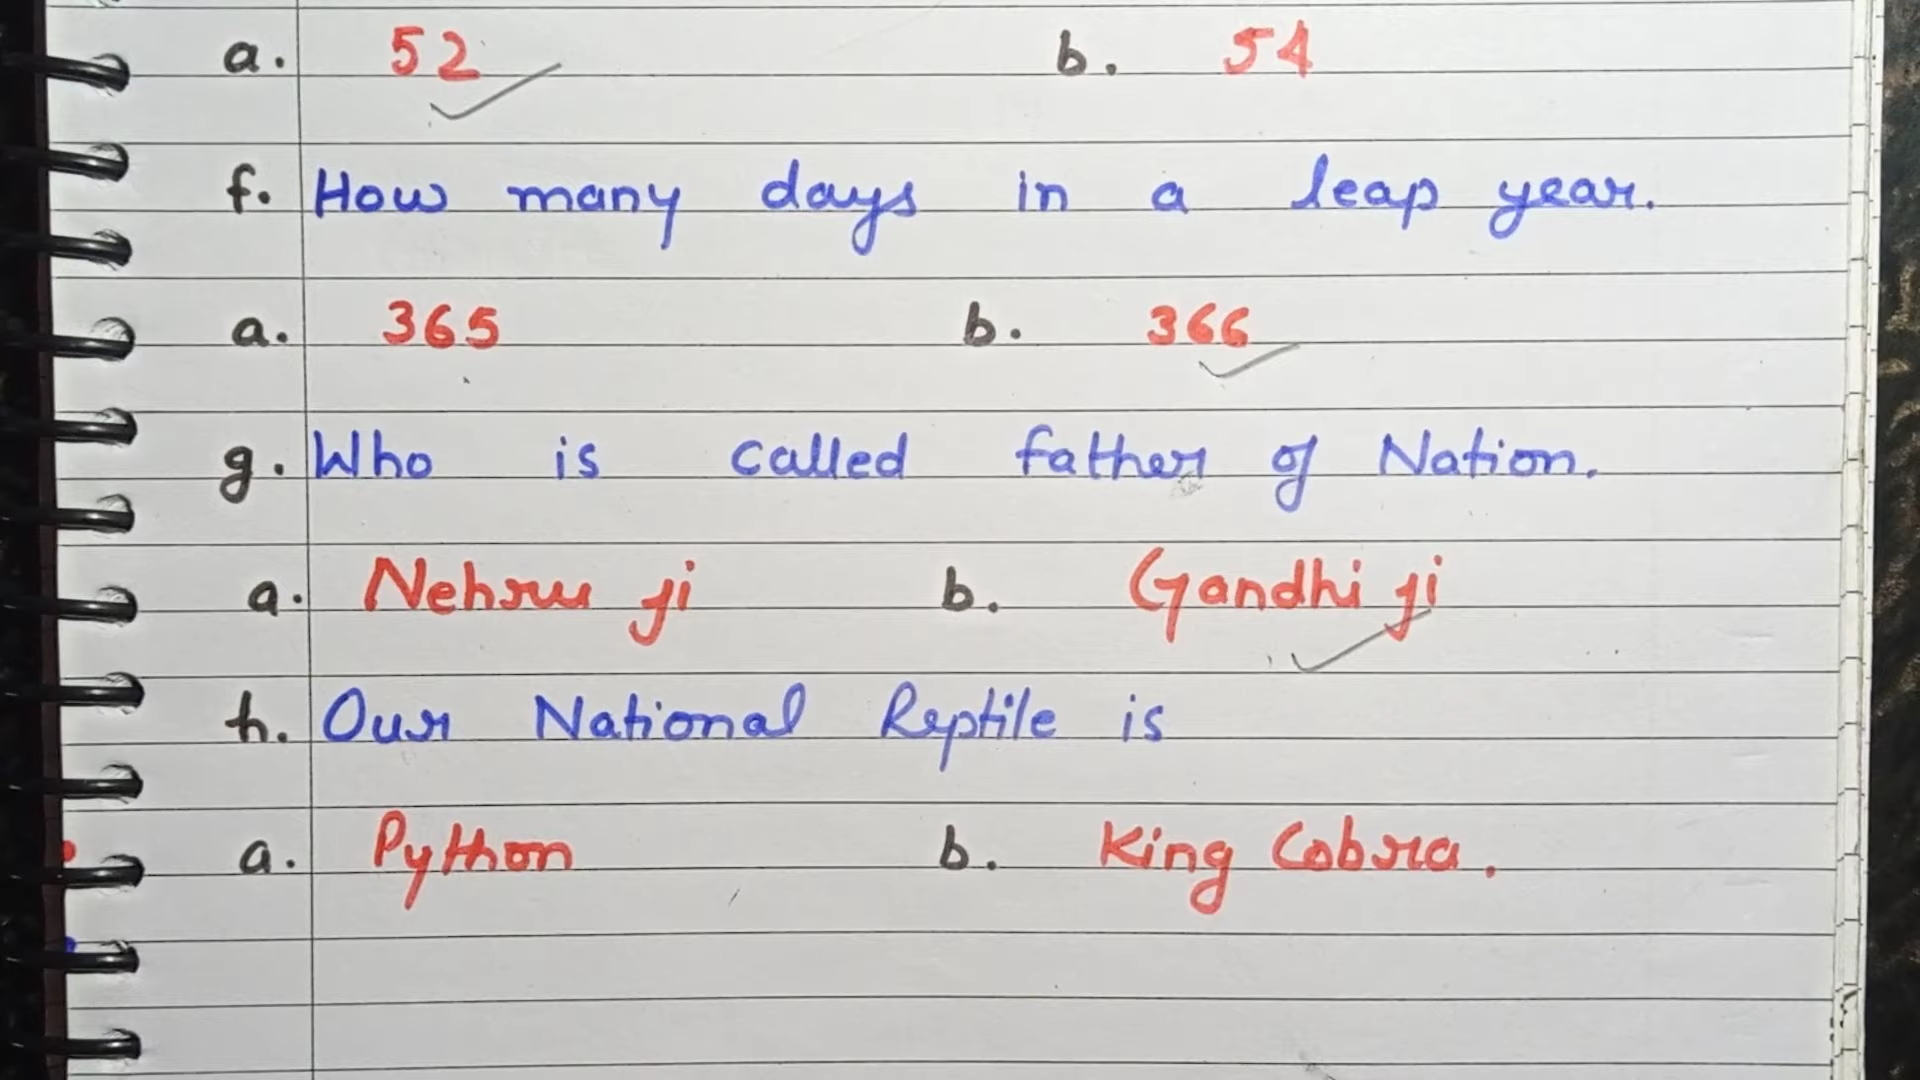 a. 52 b. 54
f. How many days in a leap year.
a. 365 b. 366
g. Who is called father of Nation.
a. Nehru ji b. Gandhi ji
h. Our National Reptile is
a. Python b. King Cobra.